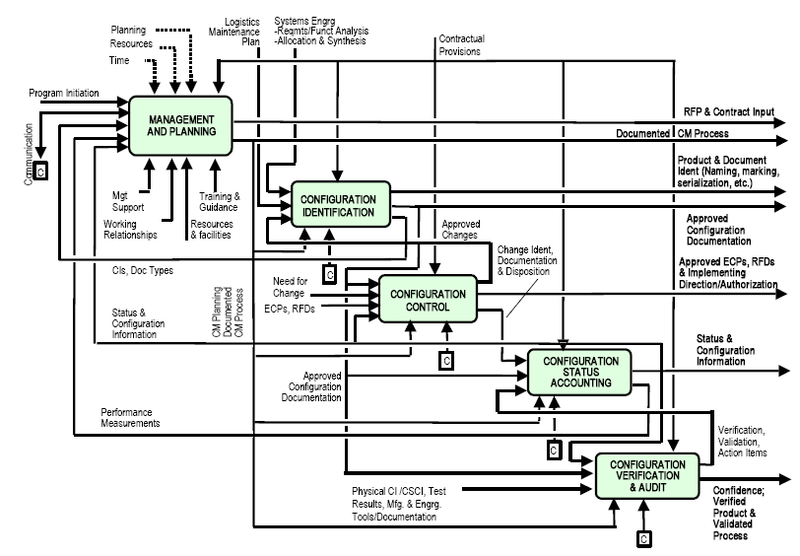 Planning
Resources
Time
Logistics
Maintenance
Plan
Systems Engrg
-Reqmts/Funct Analysis
-Allocation & Synthesis
Contractual
Provisions
Program Initiation
Communication
C
MANAGEMENT
AND PLANNING
RFP & Contract Input
Documented CM Process
Product & Document
Ident (Naming, marking,
serialization, etc.)
Mgt
Support
Working
Relationships
Resources
& facilities
Training &
Guidance
CONFIGURATION
IDENTIFICATION
C
Approved
Configuration
Documentation
Approved
Changes
Change Ident,
Documentation
& Disposition
CIs, Doc Types
Approved ECPs, RFDs
& Implementing
Direction/Authorization
Need for
Change
ECPs, RFDs
CONFIGURATION
CONTROL
C
CM Planning
Documented
CM Process
Status &
Configuration
Information
Status &
Configuration
Information
CONFIGURATION
STATUS
ACCOUNTING
C
Approved
Configuration
Documentation
Performance
Measurements
Verification,
Validation,
Action Items
CONFIGURATION
VERIFICATION
& AUDIT
C
Physical CI /CSCI, Test
Results, Mfg. & Engrg.
Tools/Documentation
Confidence;
Verified
Product &
Validated
Process